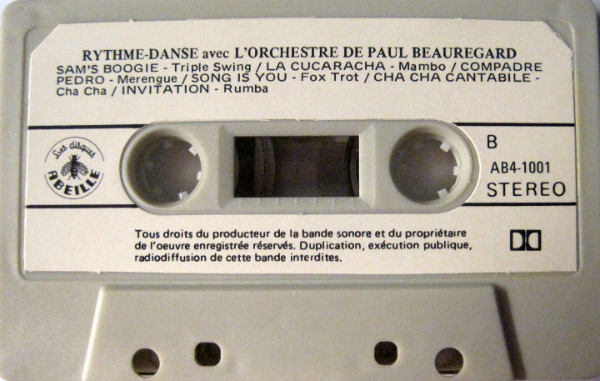 RYTHME-DANSE avec L'ORCHESTRE DE PAUL BEAUREGARD
SAM'S BOOGIE - Triple Swing / LA CUCARACHA - Mambo / COMPADRE
PEDRO - Merengue / SONG IS YOU - Fox Trot / CHA CHA CANTABILE -
Cha Cha / INVITATION - Rumba
Les disques
ABEILLE
B
AB4-1001
STEREO
Tous droits du producteur de la bande sonore et du propriétaire
de l'oeuvre enregistrée réservés. Duplication, exécution publique,
radiodiffusion de cette bande interdites.